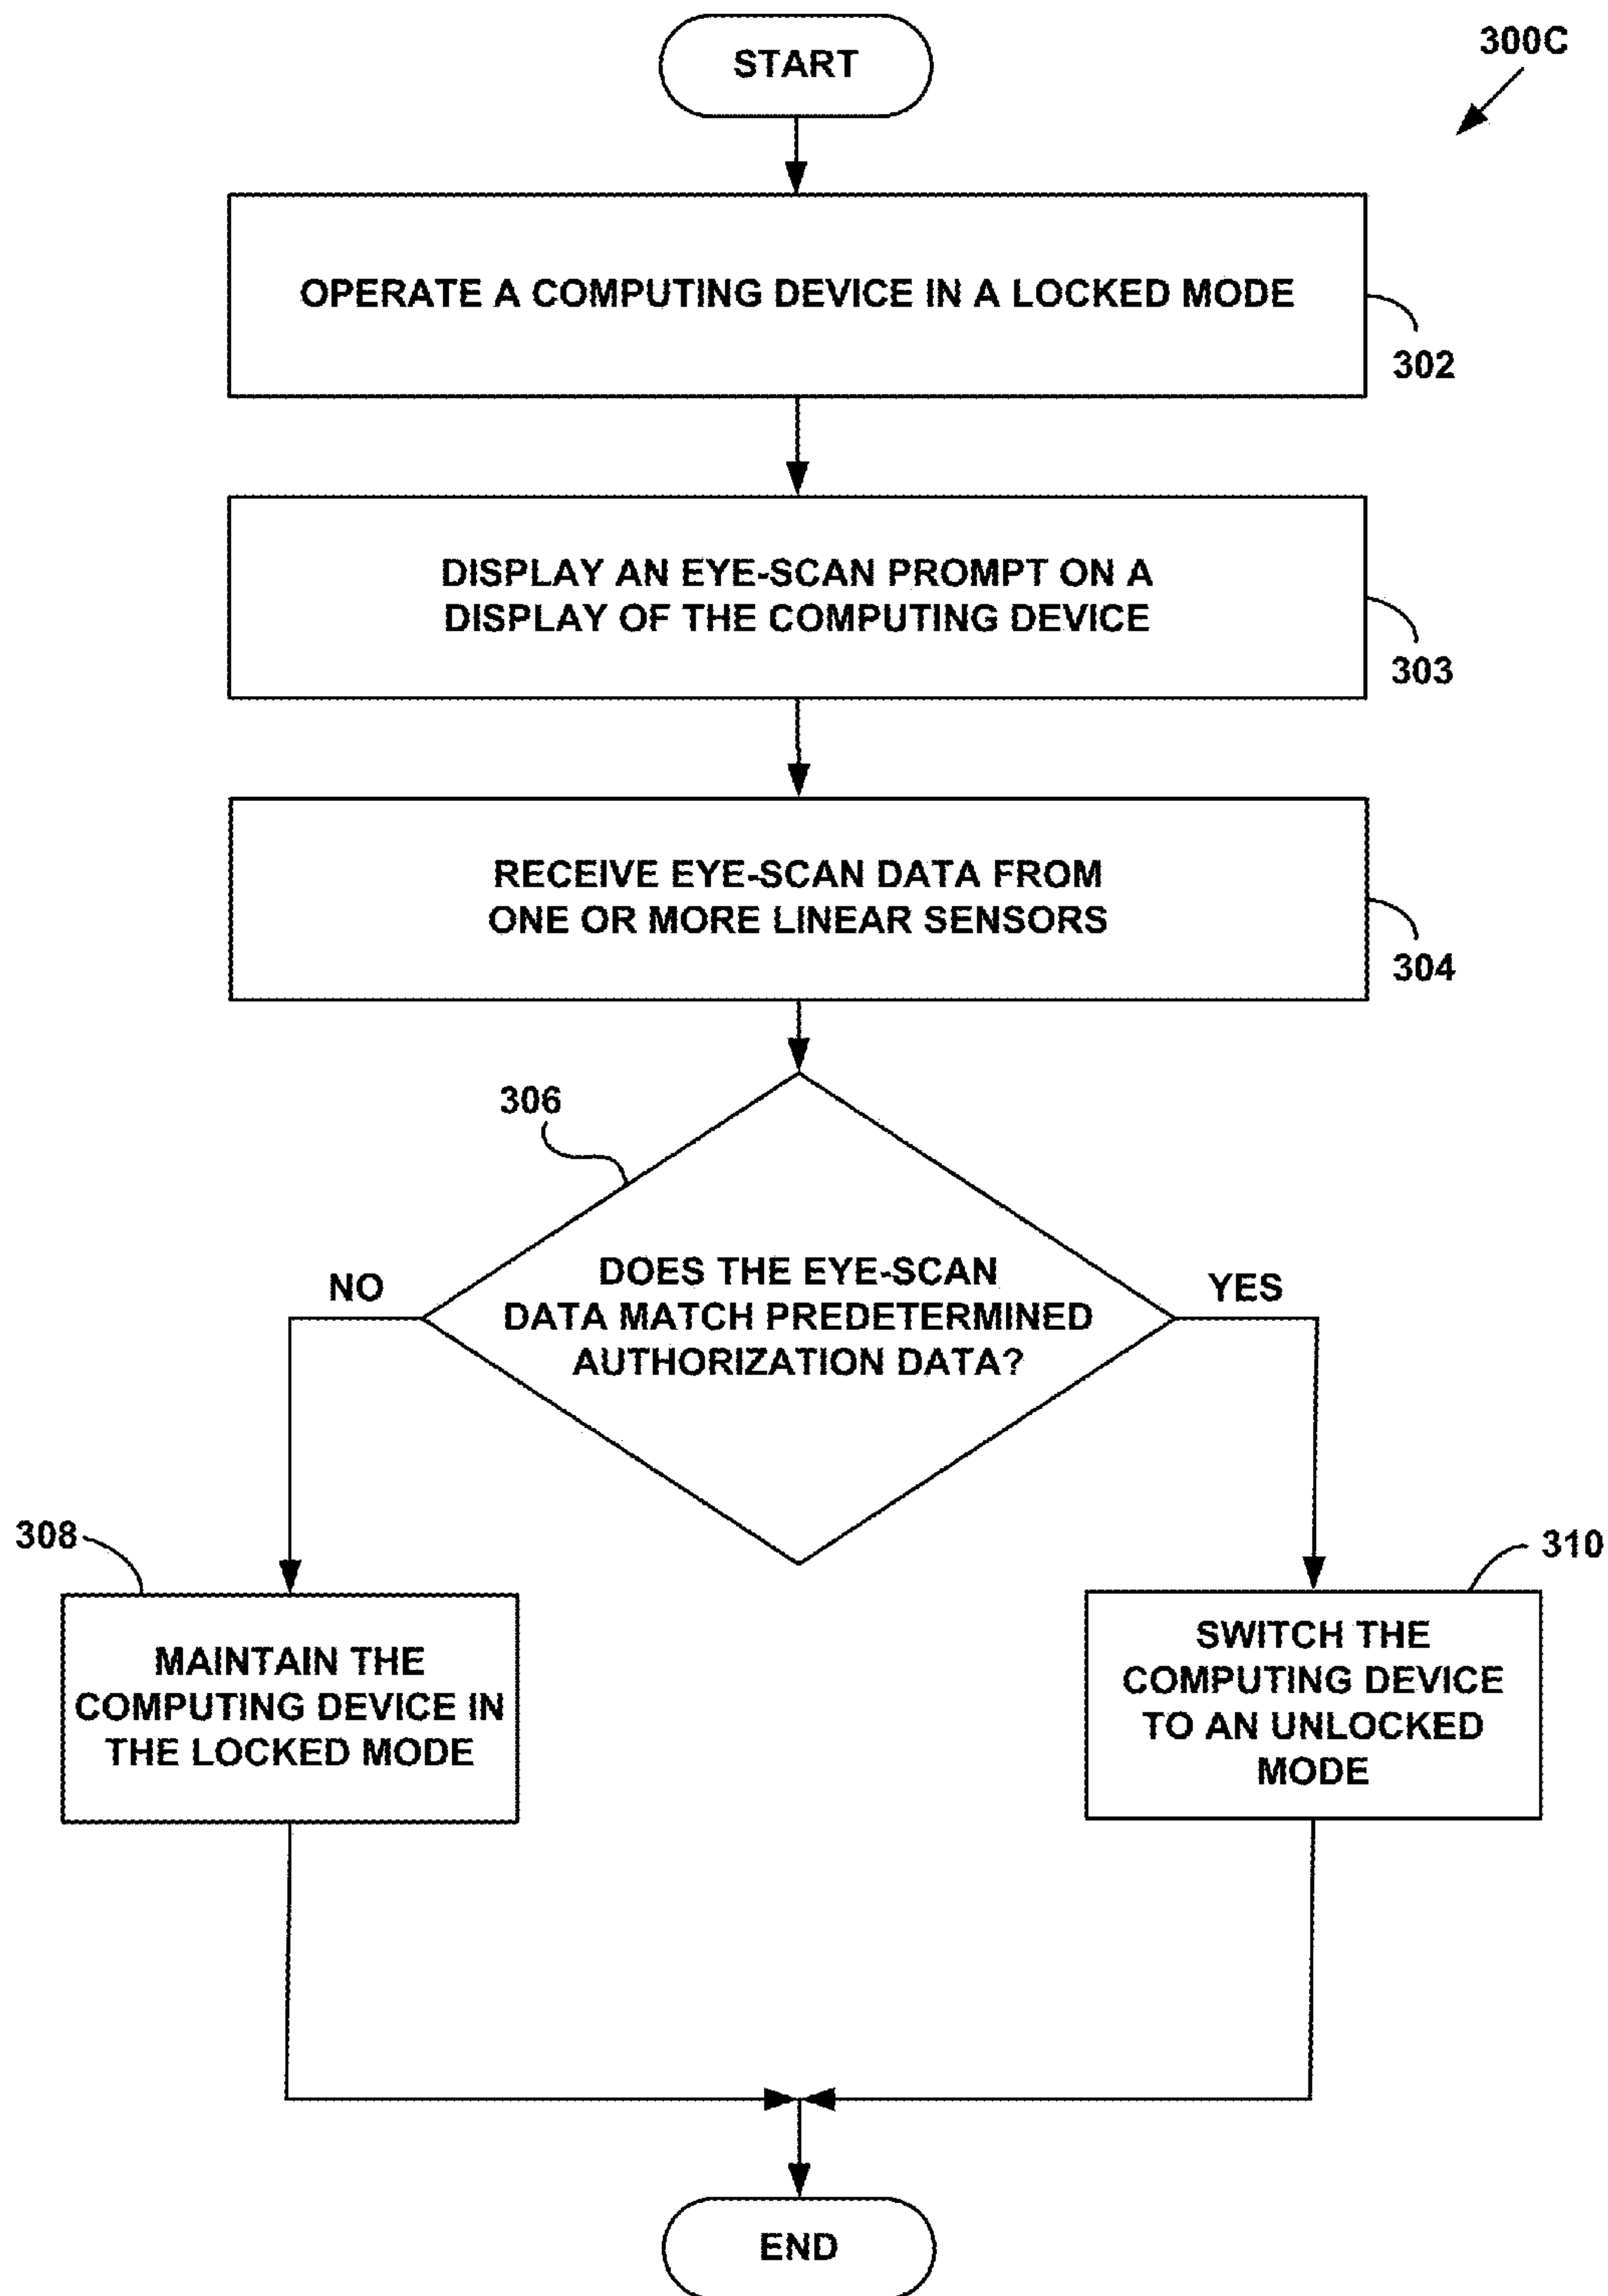 START
300C
OPERATE A COMPUTING DEVICE IN A LOCKED MODE
302
DISPLAY AN EYE-SCAN PROMPT ON A
DISPLAY OF THE COMPUTING DEVICE
303
RECEIVE EYE-SCAN DATA FROM
ONE OR MORE LINEAR SENSORS
304
306
DOES THE EYE-SCAN
DATA MATCH PREDETERMINED
AUTHORIZATION DATA?
NO
YES
308
MAINTAIN THE
COMPUTING DEVICE IN
THE LOCKED MODE
310
SWITCH THE
COMPUTING DEVICE
TO AN UNLOCKED
MODE
END